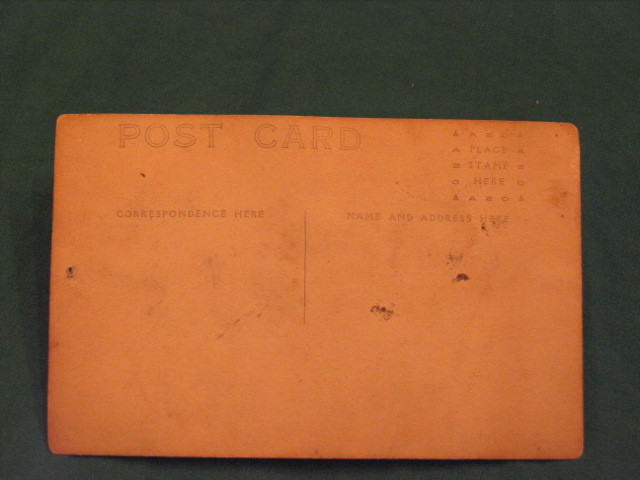 POST CARD
A A Z O A
A PLACE A
Z STAMP Z
O HERE O
A A Z O A
CORRESPONDENCE HERE
NAME AND ADDRESS HERE